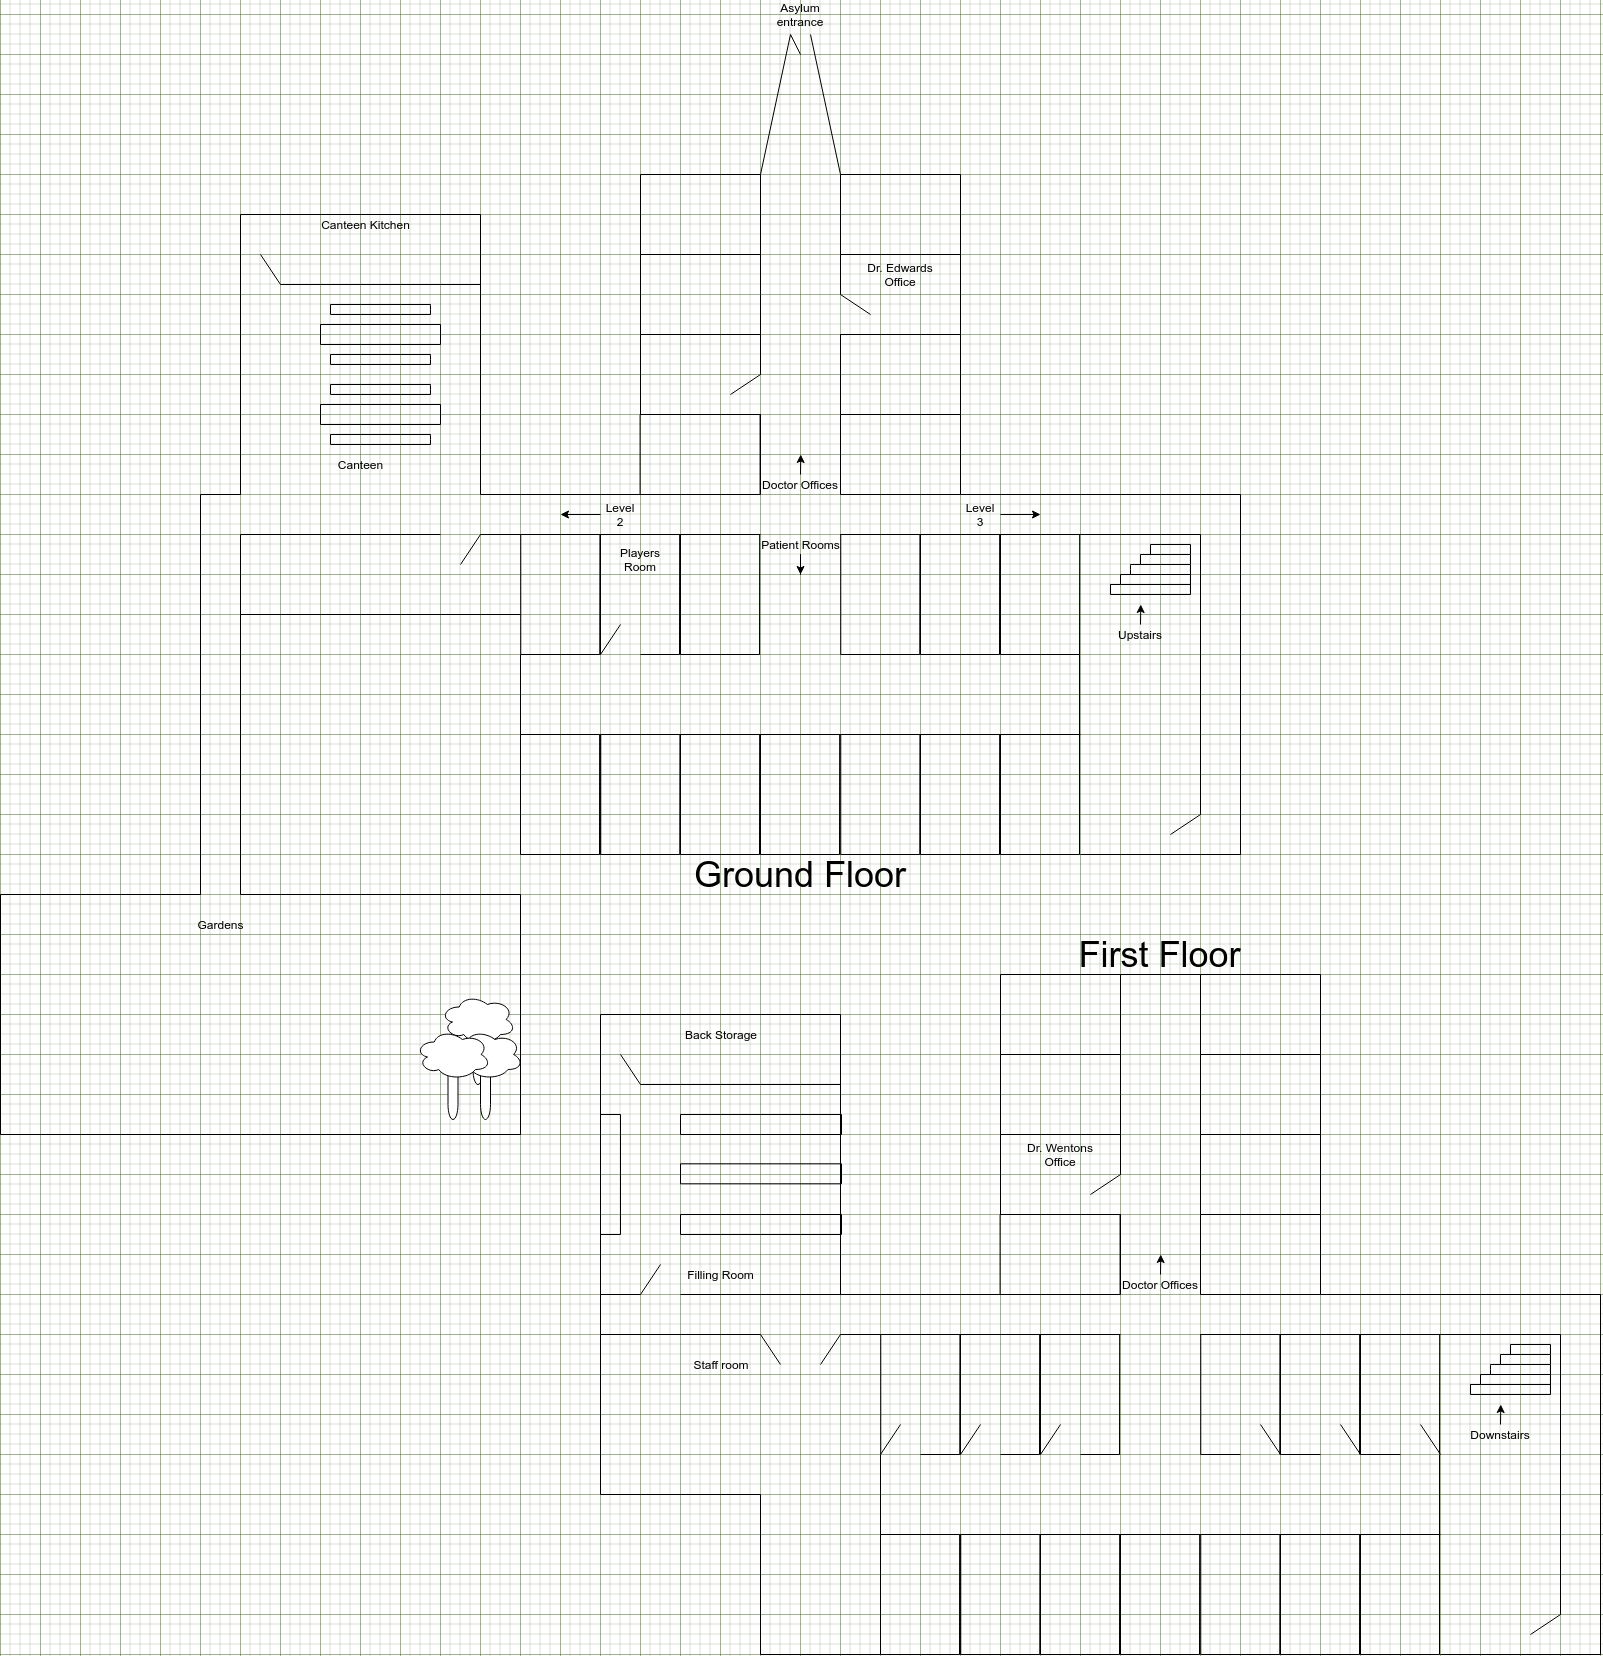 Asylum
entrance
Canteen Kitchen
Dr. Edwards
Office
Canteen
Doctor Offices
Level
2
Level
3
Players
Room
Patient Rooms
Upstairs
Ground Floor
Gardens
First Floor
Back Storage
Dr. Wentons
Office
Filling Room
Doctor Offices
Staff room
Downstairs